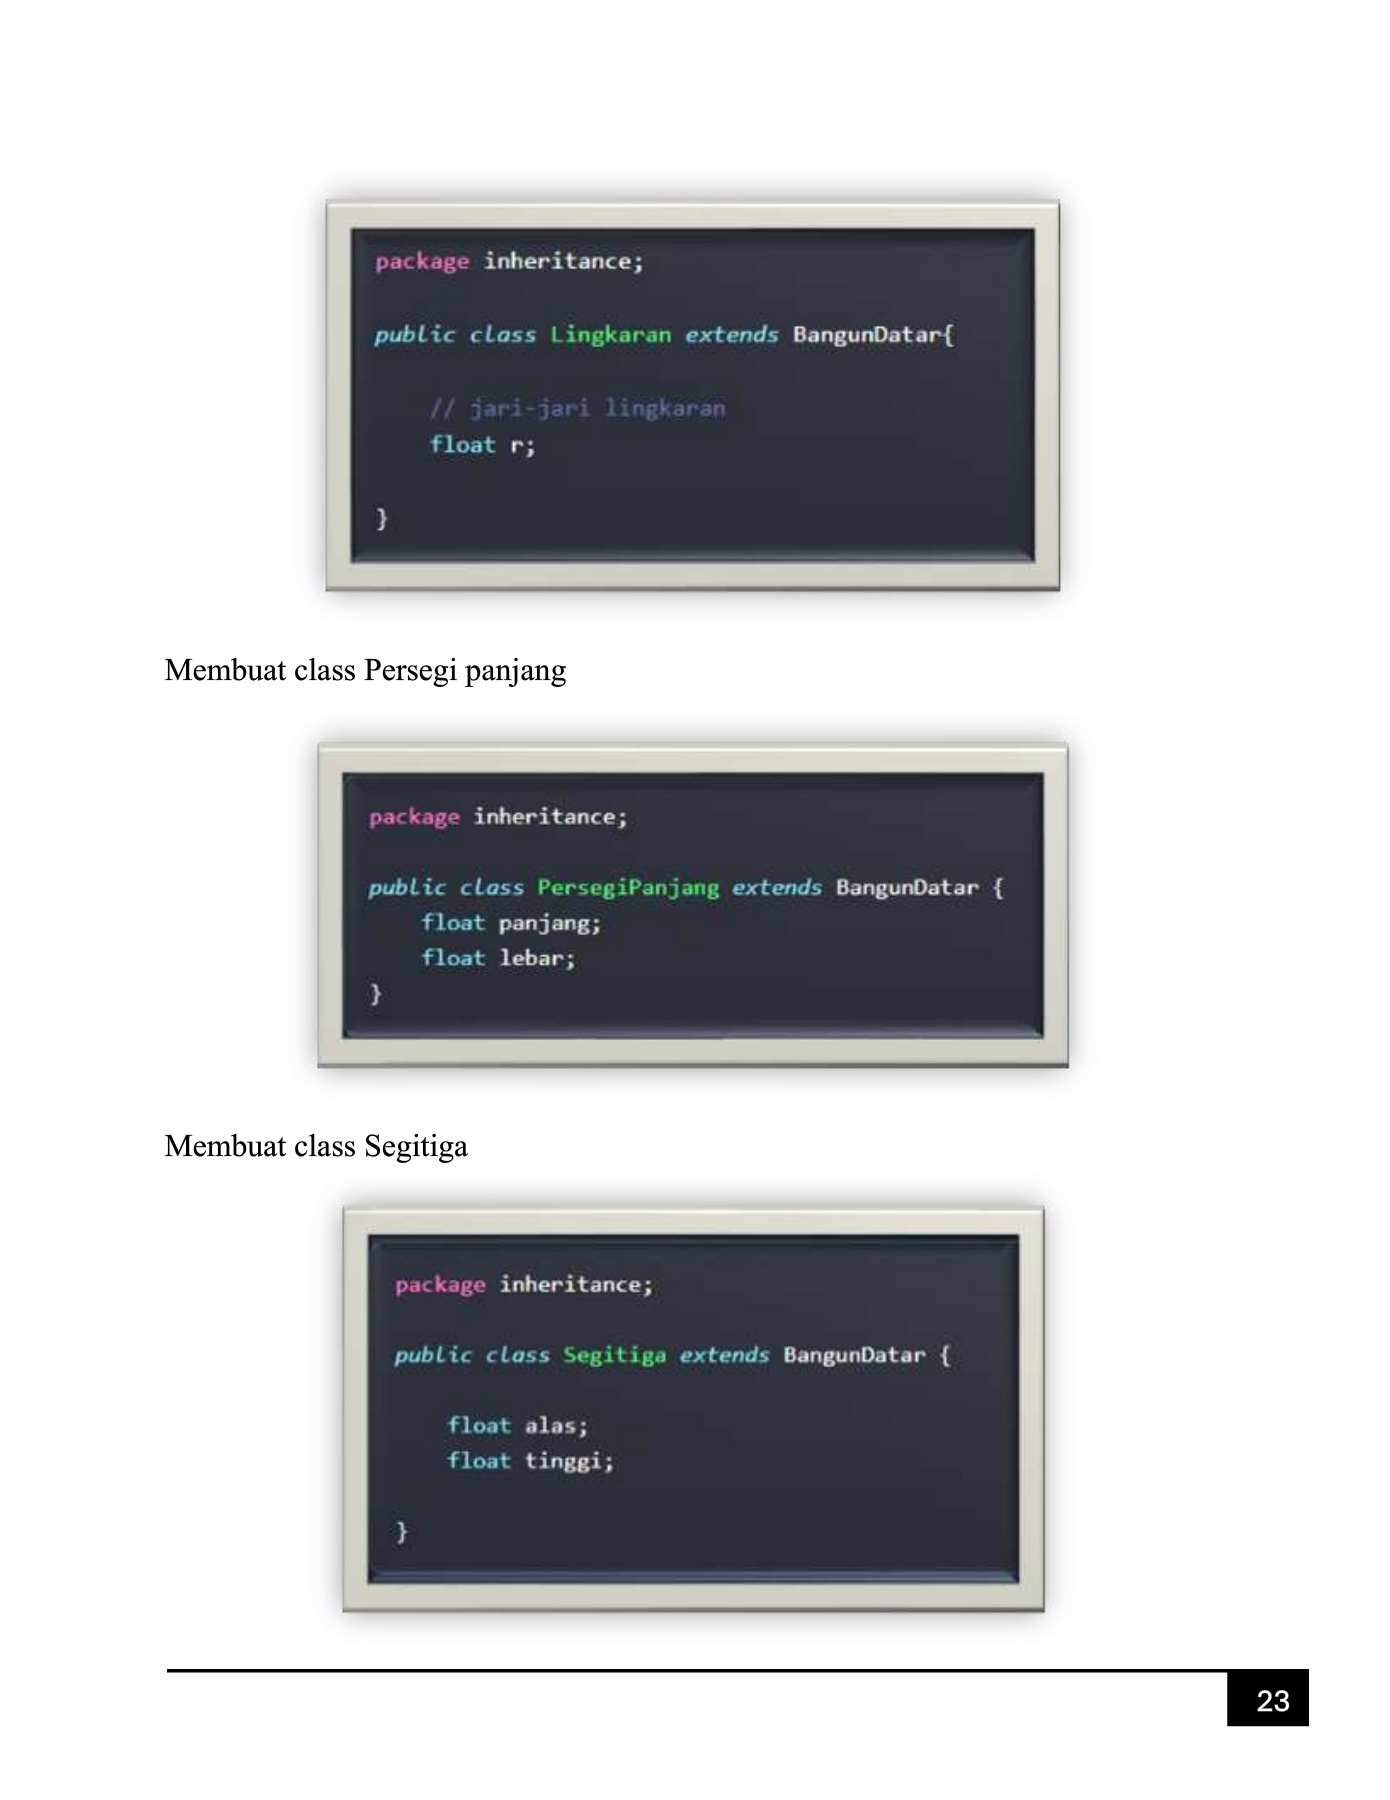 package inheritance;
public class Lingkaran extends BangunDatar{
// jari-jari lingkaran
float r;
}
Membuat class Persegi panjang
package inheritance;
public class PersegiPanjang extends BangunDatar {
float panjang;
float lebar;
}
Membuat class Segitiga
package inheritance;
public class Segitiga extends BangunDatar {
float alas;
float tinggi;
}
23